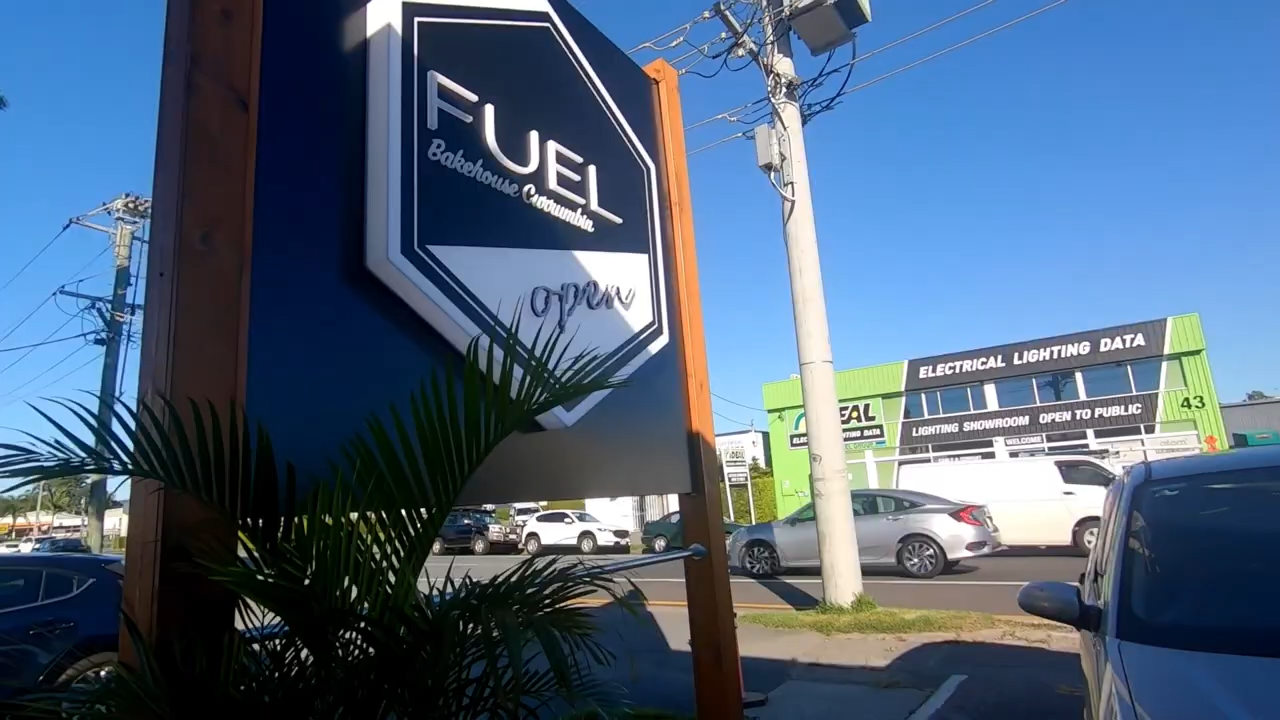 FUEL
Bakehouse Currumbin
open
ELECTRICAL LIGHTING DATA
LIGHTING SHOWROOM OPEN TO PUBLIC
43
WELCOME